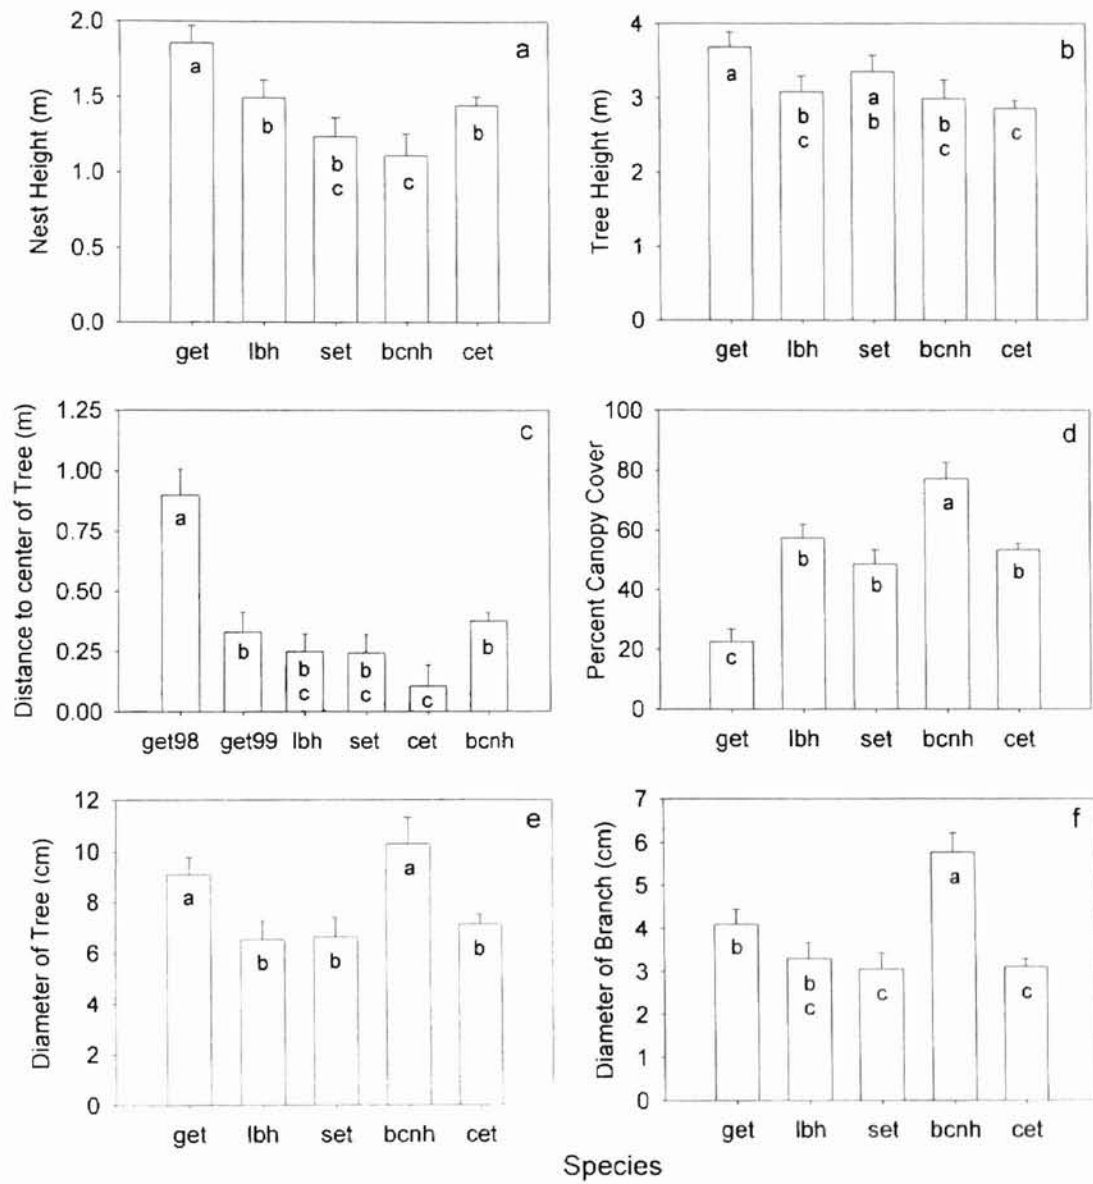 a
Nest Height (m)
2.0
1.5
1.0
0.5
0.0
a
b
b
c
c
b
get lbh set bcnh cet
b
Tree Height (m)
4
3
2
1
0
a
b
c
a
b
b
c
c
get lbh set bcnh cet
c
Distance to center of Tree (m)
1.25
1.00
0.75
0.50
0.25
0.00
a
b
b
c
b
c
c
b
get98 get99 lbh set cet bcnh
d
Percent Canopy Cover
100
80
60
40
20
0
c
b
b
a
b
get lbh set bcnh cet
e
Diameter of Tree (cm)
12
10
8
6
4
2
0
a
b
b
a
b
get lbh set bcnh cet
f
Diameter of Branch (cm)
7
6
5
4
3
2
1
0
b
b
c
c
a
c
get lbh set bcnh cet
Species